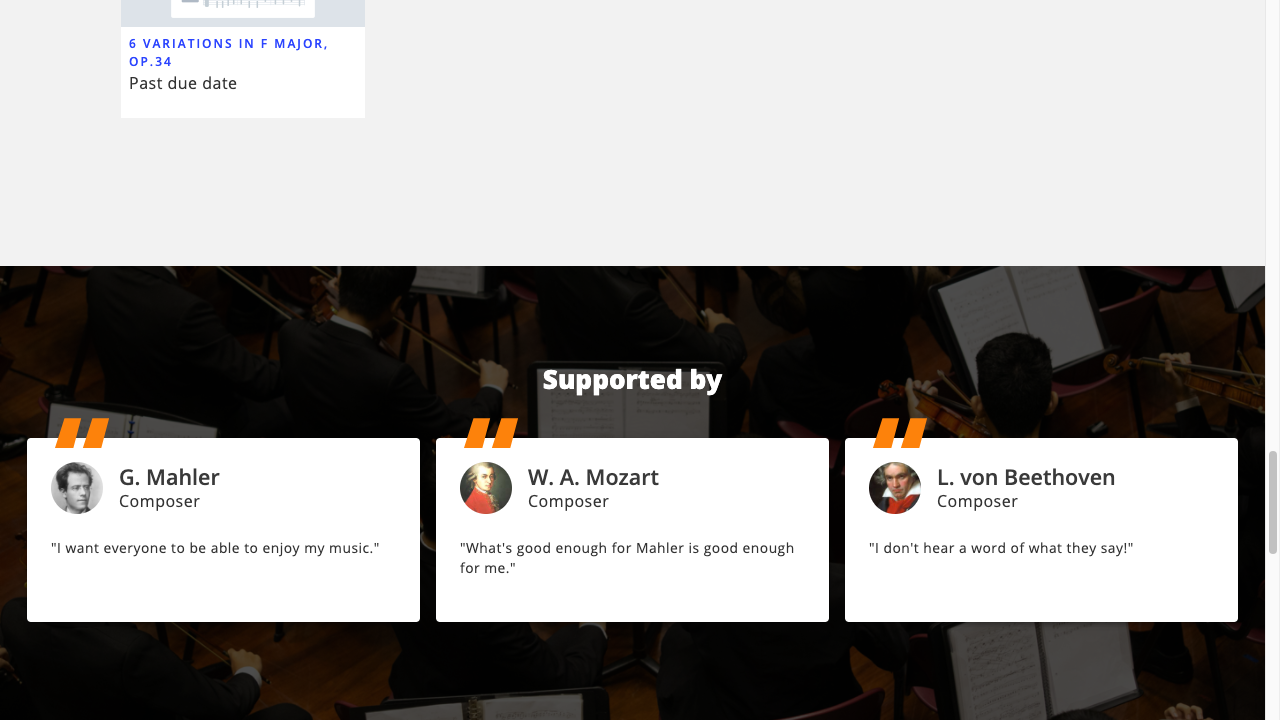 6 VARIATIONS IN F MAJOR,
OP.34
Past due date
Supported by
G. Mahler
Composer
"I want everyone to be able to enjoy my music."
W. A. Mozart
Composer
"What's good enough for Mahler is good enough
for me."
L. von Beethoven
Composer
"I don't hear a word of what they say!"